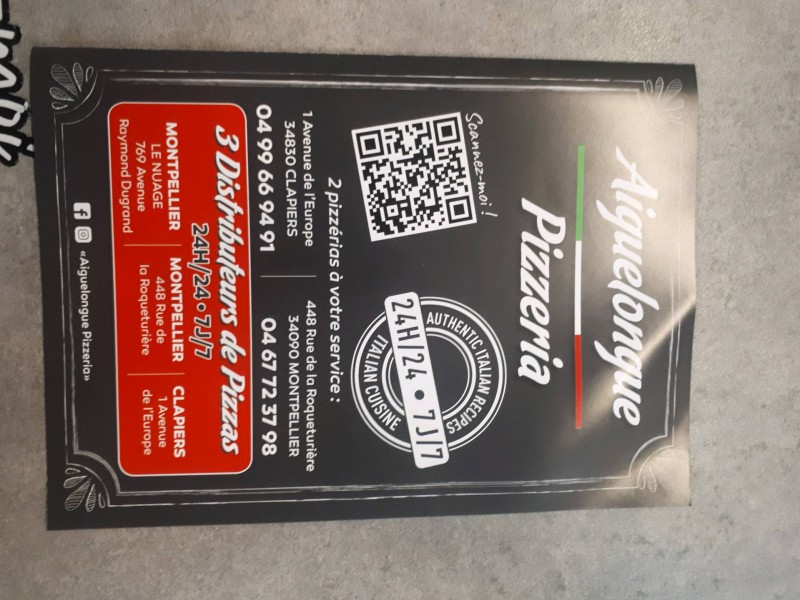 Aiguelongue
Pizzeria
Scannez-moi !
AUTHENTIC ITALIAN RECIPES
24H/24 • 7J/7
ITALIAN CUISINE
2 pizzérias à votre service :
1 Avenue de l'Europe
34830 CLAPIERS
04 99 66 94 91
448 Rue de la Roqueturière
34090 MONTPELLIER
04 67 72 37 98
3 Distributeurs de Pizzas
24H/24 • 7J/7
MONTPELLIER
LE NUAGE
769 Avenue
Raymond Dugrand
MONTPELLIER
448 Rue de
la Roqueturière
CLAPIERS
1 Avenue
de l'Europe
«Aiguelongue Pizzeria»